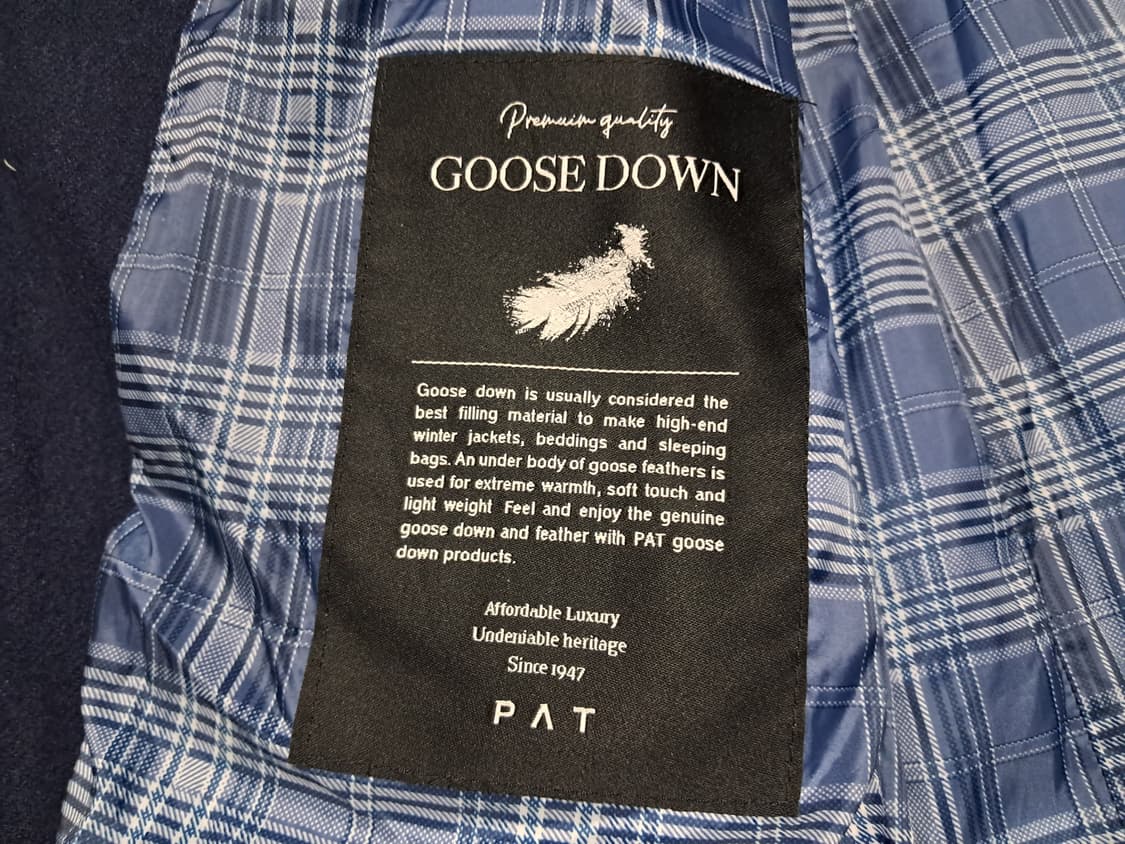 Premuim quality
GOOSE DOWN
Goose down is usually considered the
best filling material to make high-end
winter jackets, beddings and sleeping
bags. An under body of goose feathers is
used for extreme warmth, soft touch and
light weight Feel and enjoy the genuine
goose down and feather with PAT goose
down products.
Affordable Luxury
Undeniable heritage
Since 1947
PAT